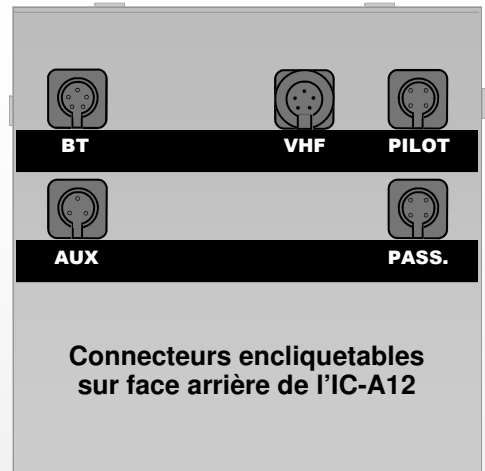 BT VHF PILOT
AUX PASS.
Connecteurs encliquetables
sur face arrière de l'IC-A12